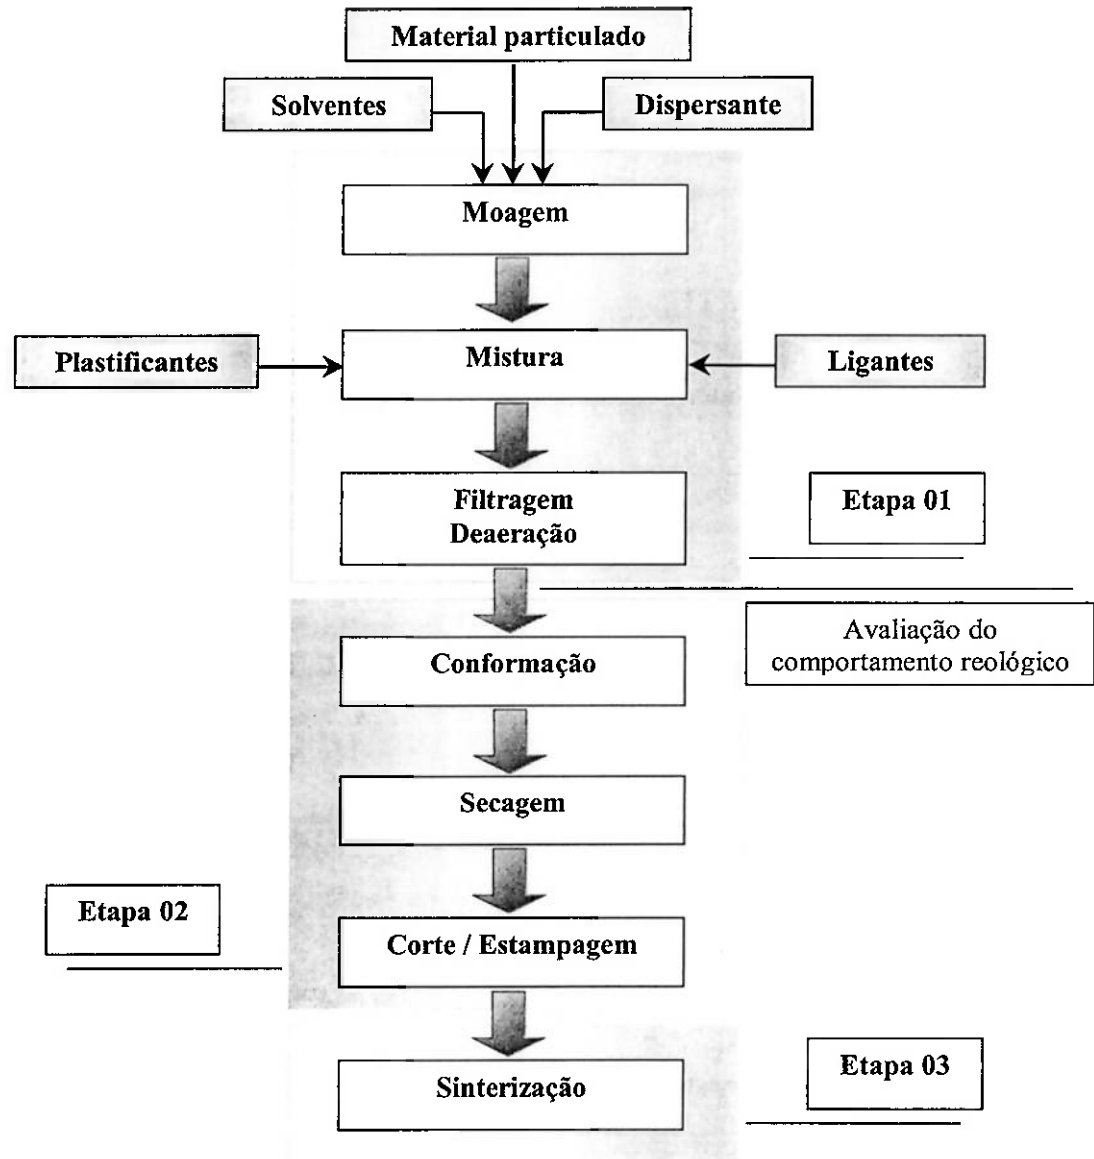 Material particulado
Solventes
Dispersante
Moagem
Plastificantes
Mistura
Ligantes
Filtragem
Deaeração
Etapa 01
Avaliação do
comportamento reológico
Conformação
Secagem
Etapa 02
Corte / Estampagem
Etapa 03
Sinterização